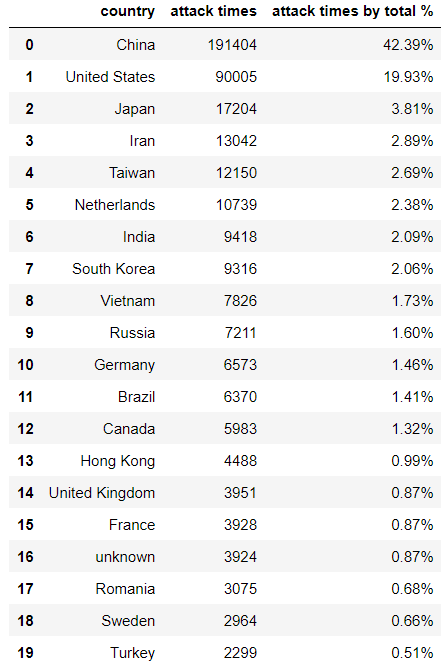 country attack times attack times by total %
0 China 191404 42.39%
1 United States 90005 19.93%
2 Japan 17204 3.81%
3 Iran 13042 2.89%
4 Taiwan 12150 2.69%
5 Netherlands 10739 2.38%
6 India 9418 2.09%
7 South Korea 9316 2.06%
8 Vietnam 7826 1.73%
9 Russia 7211 1.60%
10 Germany 6573 1.46%
11 Brazil 6370 1.41%
12 Canada 5983 1.32%
13 Hong Kong 4488 0.99%
14 United Kingdom 3951 0.87%
15 France 3928 0.87%
16 unknown 3924 0.87%
17 Romania 3075 0.68%
18 Sweden 2964 0.66%
19 Turkey 2299 0.51%